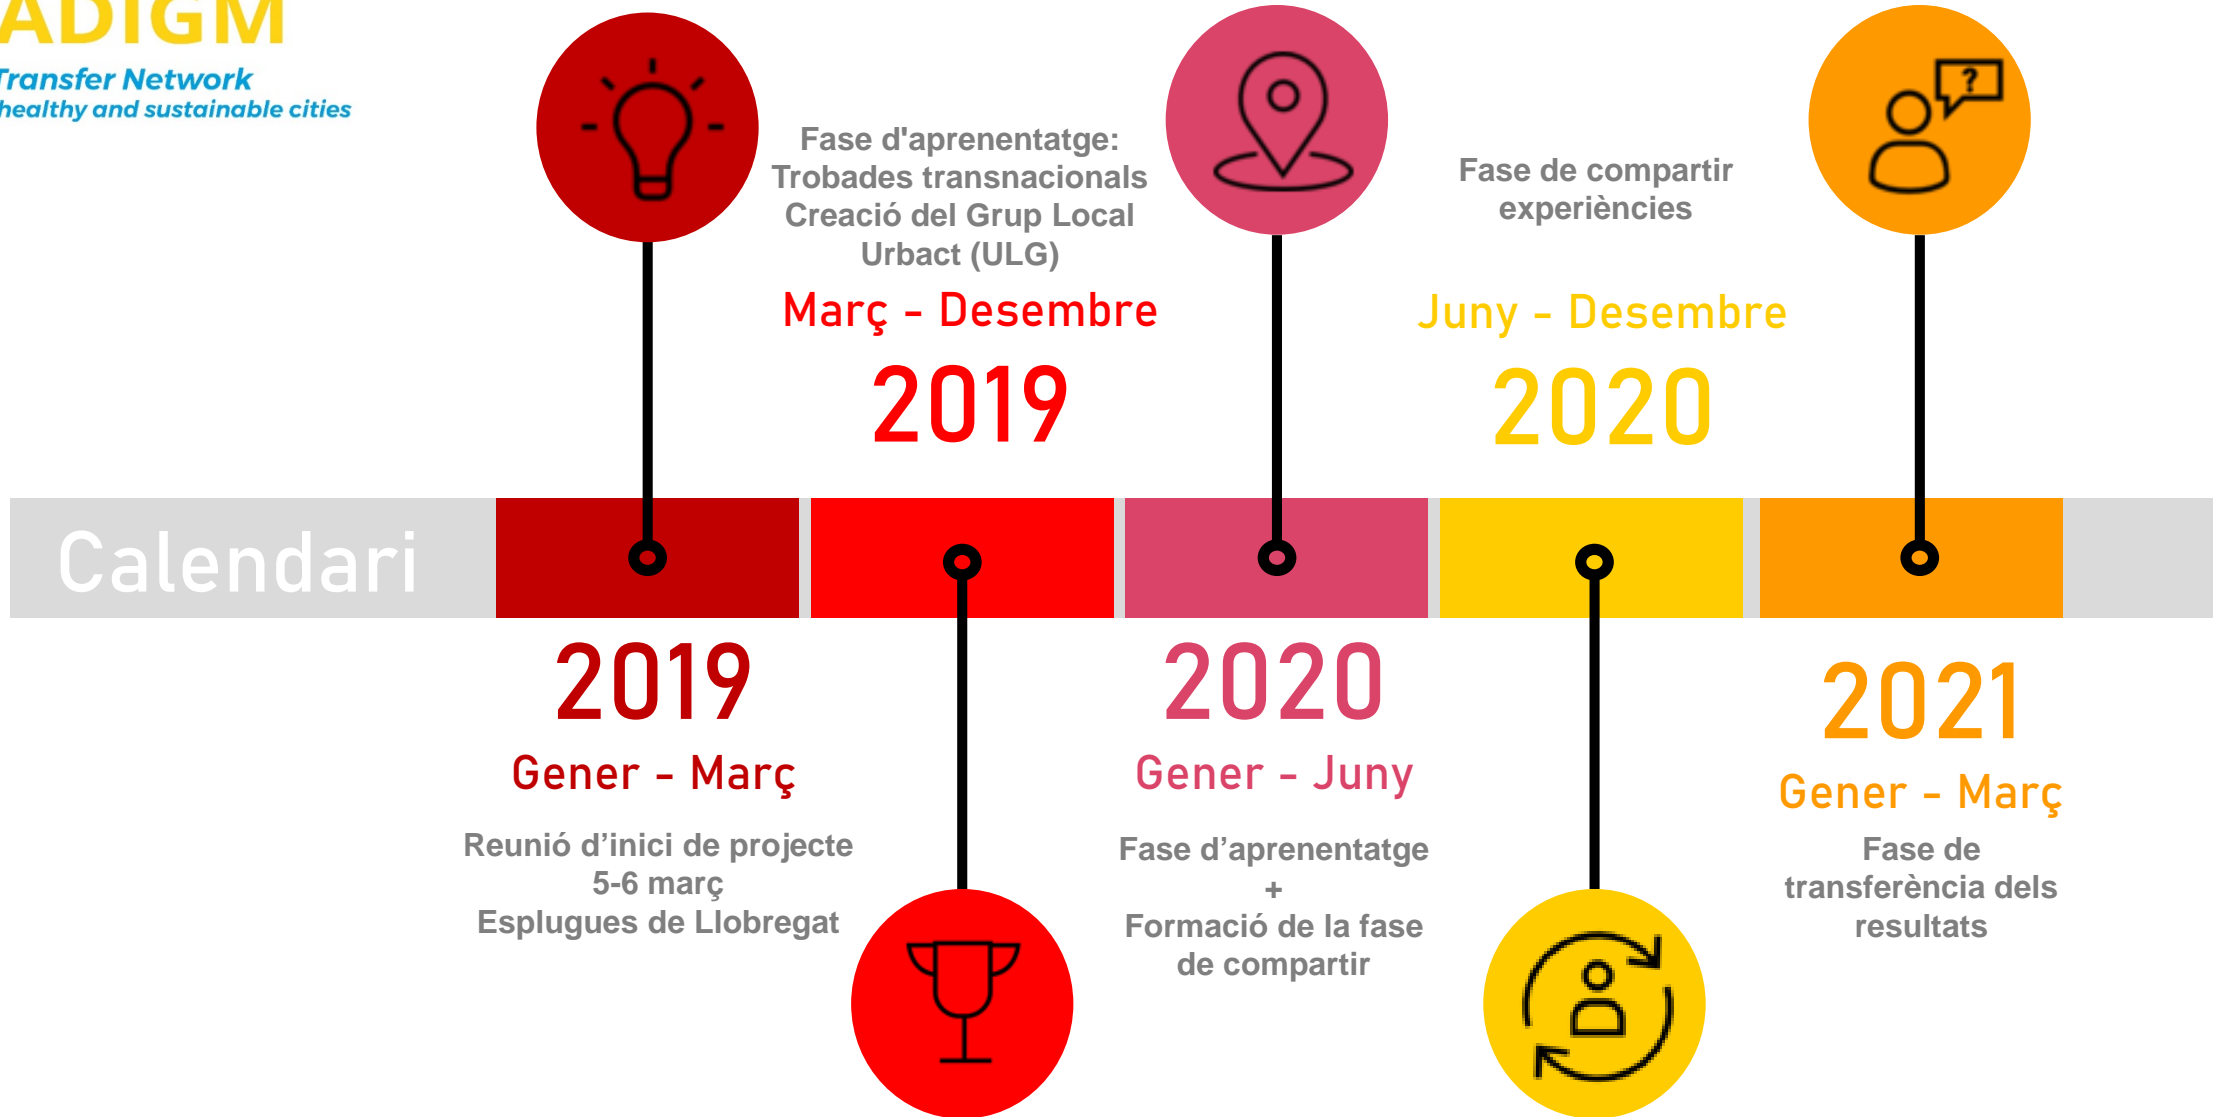 ADIGM
Transfer Network
healthy and sustainable cities
Fase d'aprenentatge:
Trobades transnacionals
Creació del Grup Local
Urbact (ULG)
Març - Desembre
2019
Fase de compartir
experiències
Juny - Desembre
2020
?
Calendari
2019
Gener - Març
Reunió d’inici de projecte
5-6 març
Esplugues de Llobregat
2020
Gener - Juny
Fase d’aprenentatge
+
Formació de la fase
de compartir
2021
Gener - Març
Fase de
transferència dels
resultats